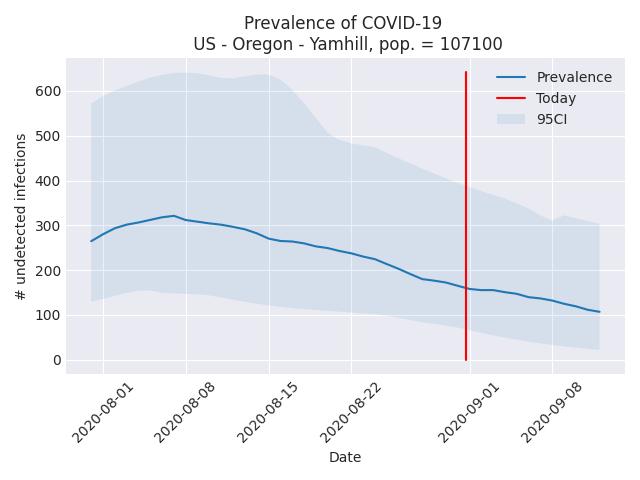 Prevalence of COVID-19
US - Oregon - Yamhill, pop. = 107100
Prevalence
Today
95CI
# undetected infections
600
500
400
300
200
100
0
2020-08-01
2020-08-08
2020-08-15
2020-08-22
2020-09-01
2020-09-08
Date